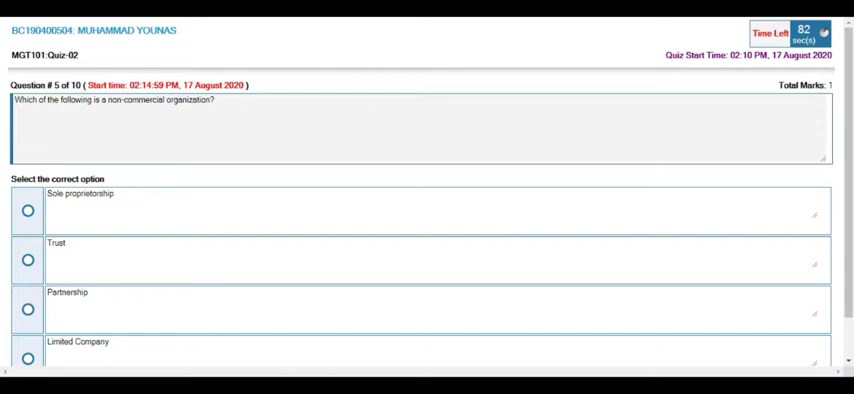 BC190400504: MUHAMMAD YOUNAS
Time Left 82 sec(s)
MGT101:Quiz-02
Quiz Start Time: 02:10 PM, 17 August 2020
Question # 5 of 10 ( Start time: 02:14:59 PM, 17 August 2020 )
Total Marks: 1
Which of the following is a non-commercial organization?
Select the correct option
Sole proprietorship
Trust
Partnership
Limited Company